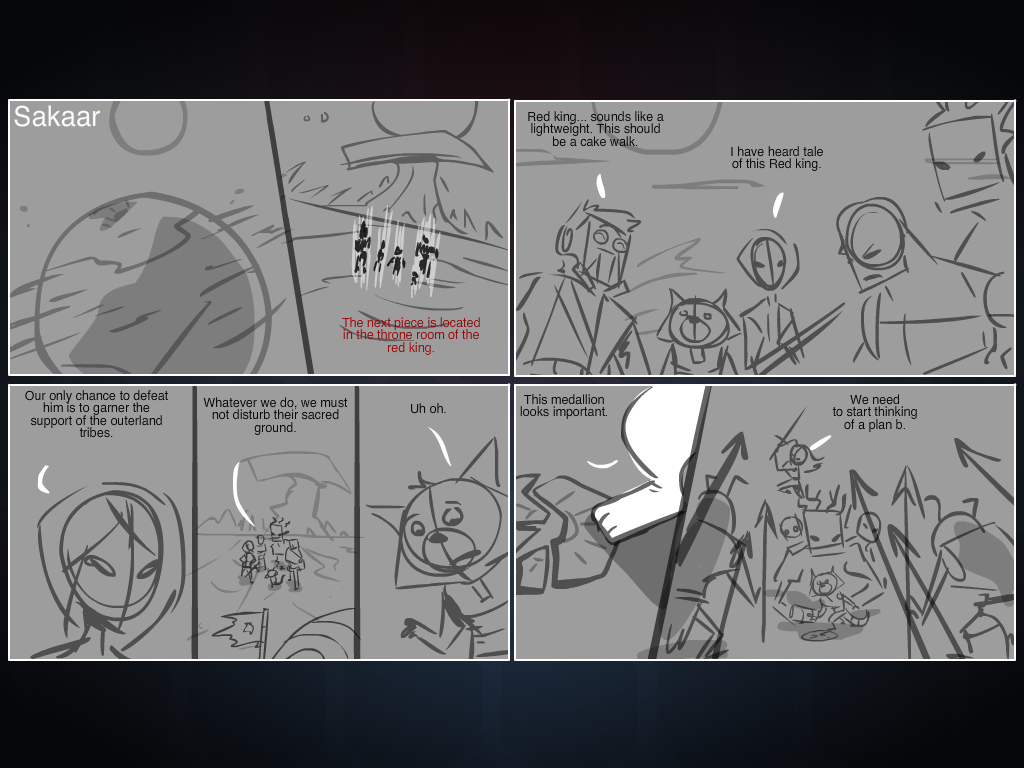 Sakaar
The next piece is located
in the throne room of the
red king.
Red king... sounds like a
lightweight. This should
be a cake walk.
I have heard tale
of this Red king.
Our only chance to defeat
him is to garner the
support of the outerland
tribes.
Whatever we do, we must
not disturb their sacred
ground.
Uh oh.
This medallion
looks important.
We need
to start thinking
of a plan b.